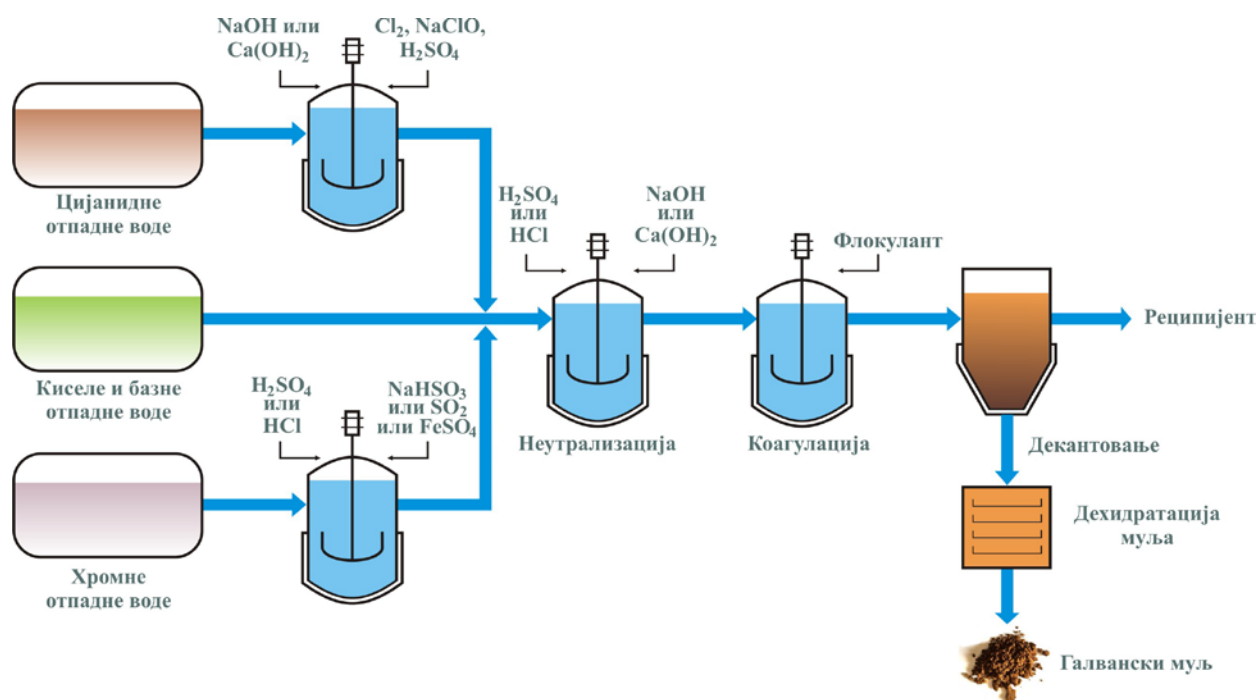 NaOH или
Ca(OH)₂
Cl₂, NaClO,
H₂SO₄
Цијанидне
отпадне воде
H₂SO₄
или
HCl
NaOH
или
Ca(OH)₂
Флокулант
Реципијент
Киселе и базне
отпадне воде
H₂SO₄
или
HCl
NaHSO₃
или SO₂
или FeSO₄
Неутрализација
Коагулација
Декантовање
Дехидратација
муља
Хромне
отпадне воде
Галвански муљ